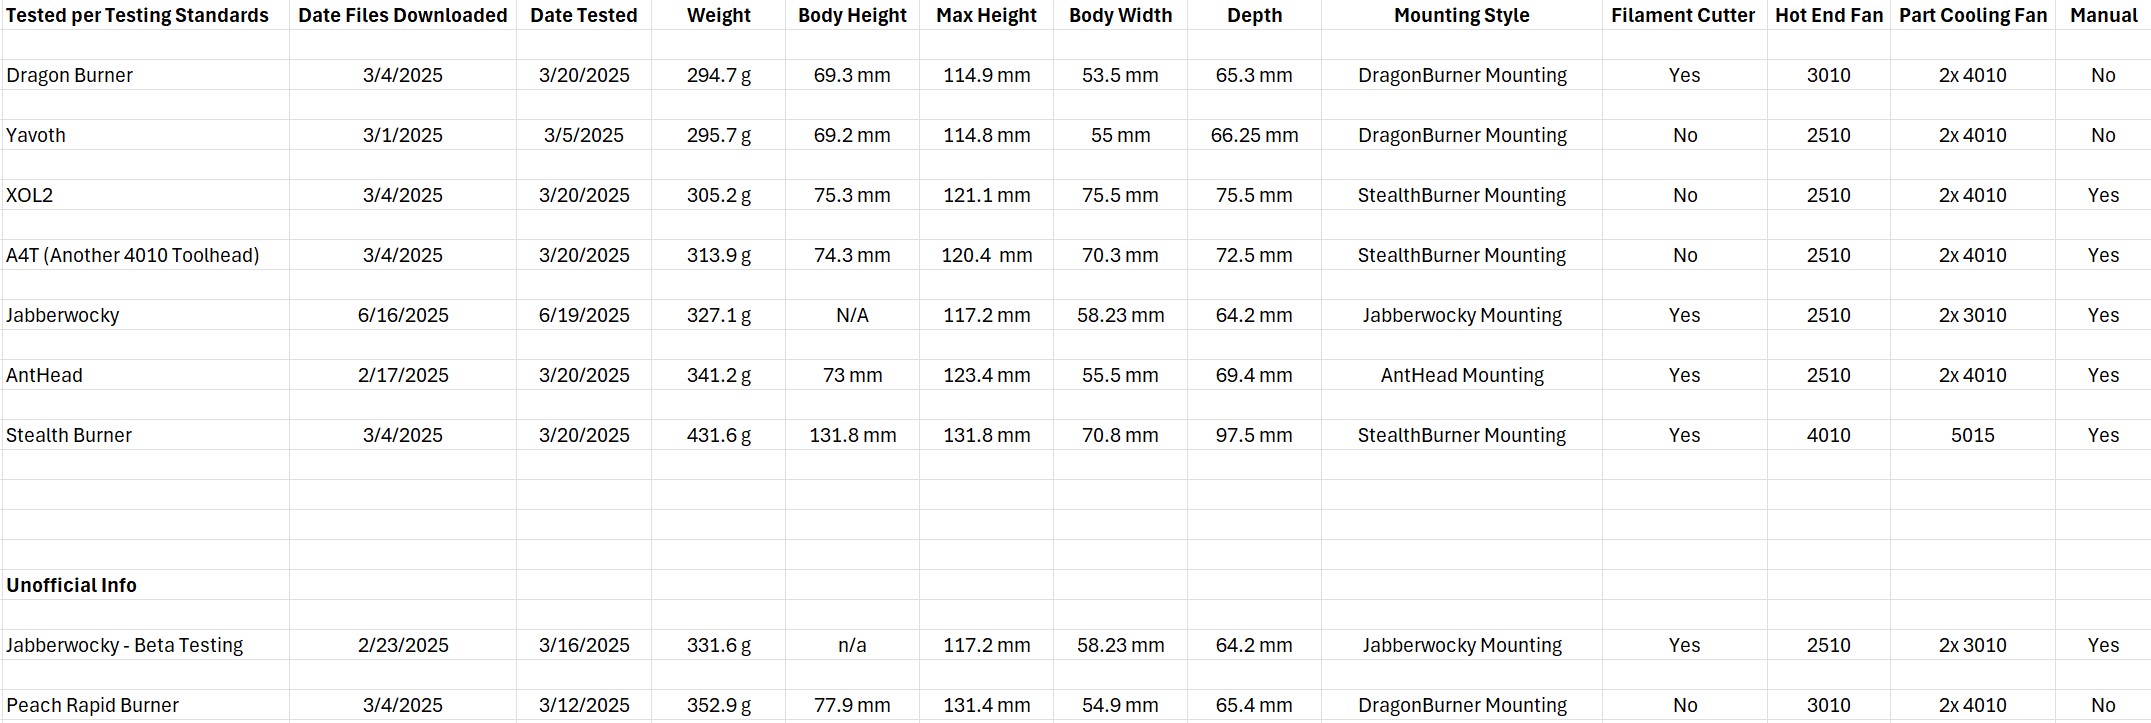 Tested per Testing Standards Date Files Downloaded Date Tested Weight Body Height Max Height Body Width Depth Mounting Style Filament Cutter Hot End Fan Part Cooling Fan Manual
Dragon Burner 3/4/2025 3/20/2025 294.7 g 69.3 mm 114.9 mm 53.5 mm 65.3 mm DragonBurner Mounting Yes 3010 2x 4010 No
Yavoth 3/1/2025 3/5/2025 295.7 g 69.2 mm 114.8 mm 55 mm 66.25 mm DragonBurner Mounting No 2510 2x 4010 No
XOL2 3/4/2025 3/20/2025 305.2 g 75.3 mm 121.1 mm 75.5 mm 75.5 mm StealthBurner Mounting No 2510 2x 4010 Yes
A4T (Another 4010 Toolhead) 3/4/2025 3/20/2025 313.9 g 74.3 mm 120.4 mm 70.3 mm 72.5 mm StealthBurner Mounting No 2510 2x 4010 Yes
Jabberwocky 6/16/2025 6/19/2025 327.1 g N/A 117.2 mm 58.23 mm 64.2 mm Jabberwocky Mounting Yes 2510 2x 3010 Yes
AntHead 2/17/2025 3/20/2025 341.2 g 73 mm 123.4 mm 55.5 mm 69.4 mm AntHead Mounting Yes 2510 2x 4010 Yes
Stealth Burner 3/4/2025 3/20/2025 431.6 g 131.8 mm 131.8 mm 70.8 mm 97.5 mm StealthBurner Mounting Yes 4010 5015 Yes
Unofficial Info
Jabberwocky - Beta Testing 2/23/2025 3/16/2025 331.6 g n/a 117.2 mm 58.23 mm 64.2 mm Jabberwocky Mounting Yes 2510 2x 3010 Yes
Peach Rapid Burner 3/4/2025 3/12/2025 352.9 g 77.9 mm 131.4 mm 54.9 mm 65.4 mm DragonBurner Mounting No 3010 2x 4010 No